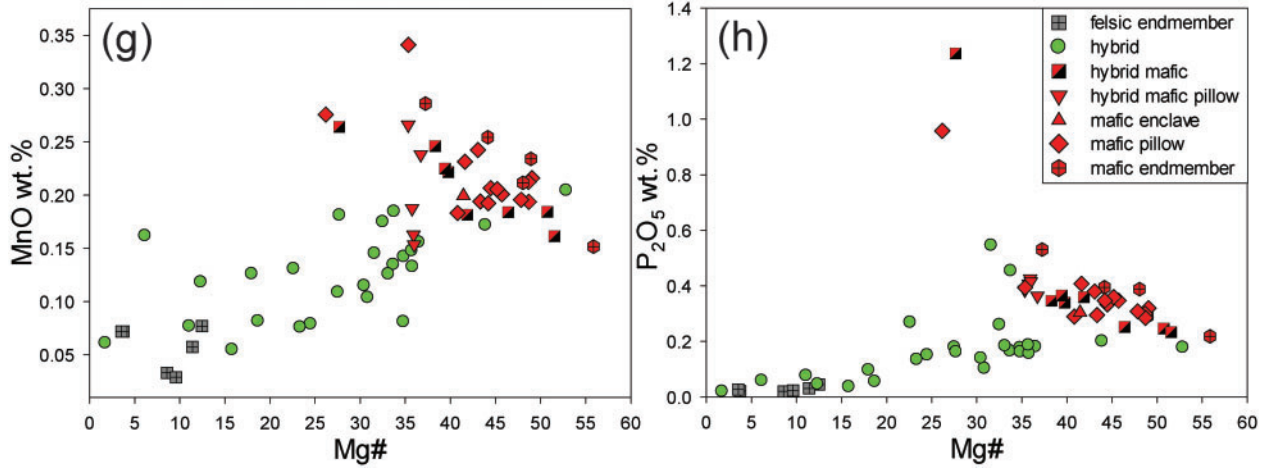 (g)
MnO wt.%
0.35
0.30
0.25
0.20
0.15
0.10
0.05
0 5 10 15 20 25 30 35 40 45 50 55 60
Mg#
(h)
P₂O₅ wt.%
1.4
1.2
1.0
0.8
0.6
0.4
0.2
0.0
0 5 10 15 20 25 30 35 40 45 50 55 60
Mg#
felsic endmember
hybrid
hybrid mafic
hybrid mafic pillow
mafic enclave
mafic pillow
mafic endmember